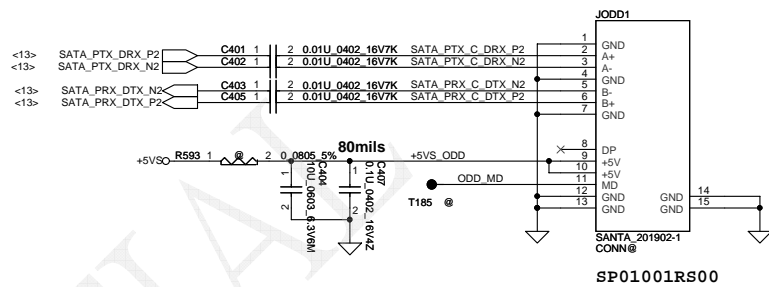 JODD1
<13> SATA_PTX_DRX_P2 C401 1 2 0.01U_0402_16V7K SATA_PTX_C_DRX_P2
<13> SATA_PTX_DRX_N2 C402 1 2 0.01U_0402_16V7K SATA_PTX_C_DRX_N2
<13> SATA_PRX_DTX_N2 C403 1 2 0.01U_0402_16V7K SATA_PRX_C_DTX_N2
<13> SATA_PRX_DTX_P2 C405 1 2 0.01U_0402_16V7K SATA_PRX_C_DTX_P2
1 GND
2 A+
3 A-
4 GND
5 B-
6 B+
7 GND
+5VS R593 1 @ 2 0_0805_5% 80mils +5VS_ODD
1 2 C404 10U_0603_6.3V6M
1 2 C407 0.1U_0402_16V4Z
ODD_MD
T185 @
8 DP
9 +5V
10 +5V
11 MD
12 GND GND 14
13 GND GND 15
SANTA_201902-1
CONN@
SP01001RS00